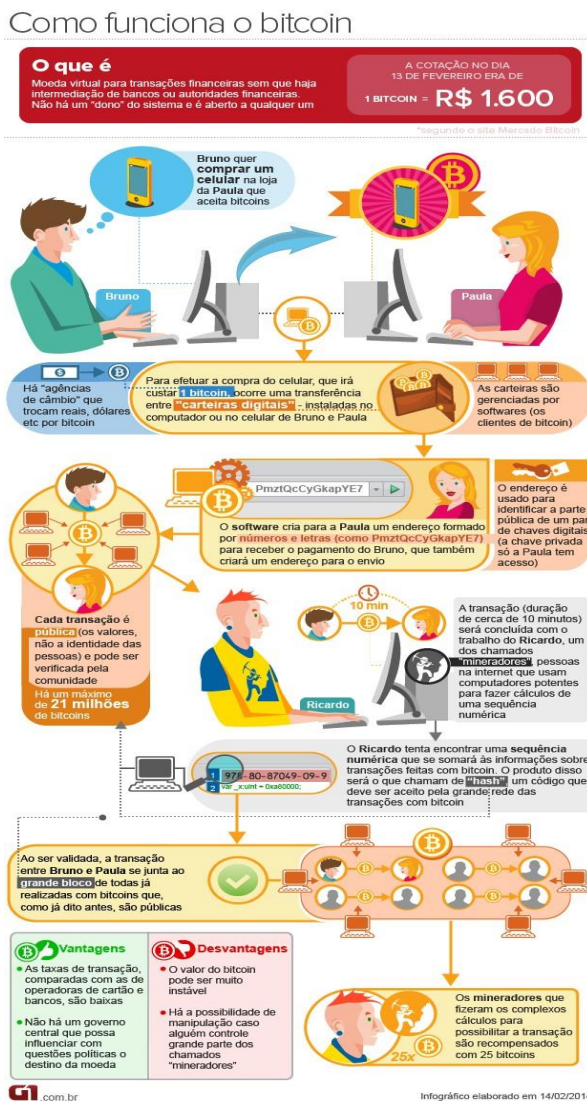 Como funciona o bitcoin
O que é
Moeda virtual para transações financeiras sem que haja
intermediação de bancos ou autoridades financeiras.
Não há um "dono" do sistema e é aberto a qualquer um
A COTAÇÃO NO DIA
13 DE FEVEREIRO ERA DE
1 BITCOIN = R$ 1.600
*segundo o site Mercado Bitcoin
Bruno quer
comprar um
celular na loja
da Paula que
aceita bitcoins
Bruno
Paula
Há "agências
de câmbio" que
trocam reais, dólares
etc por bitcoin
Para efetuar a compra do celular, que irá
custar 1 bitcoin, ocorre uma transferência
entre "carteiras digitais" - instaladas no
computador ou no celular de Bruno e Paula
As carteiras são
gerenciadas por
softwares (os
clientes de bitcoin)
PmztQcCyGkapYE7
O software cria para a Paula um endereço formado
por números e letras (como PmztQcCyGkapYE7)
para receber o pagamento do Bruno, que também
criará um endereço para o envio
O endereço é
usado para
identificar a parte
pública de um par
de chaves digitais
(a chave privada
só a Paula tem
acesso)
Cada transação é
pública (os valores,
não a identidade das
pessoas) e pode ser
verificada pela
comunidade
Há um máximo
de 21 milhões
de bitcoins
10 min
Ricardo
A transação (duração
de cerca de 10 minutos)
será concluída com o
trabalho do Ricardo, um
dos chamados
"mineradores", pessoas
na internet que usam
computadores potentes
para fazer cálculos de
uma sequência
numérica
1 978-80-87049-09-9
2 var _x:uint = 0xa80000;
O Ricardo tenta encontrar uma sequência
numérica que se somará às informações sobre
transações feitas com bitcoin. O produto disso
será o que chamam de "hash", um código que
deve ser aceito pela grande rede das
transações com bitcoin
Ao ser validada, a transação
entre Bruno e Paula se junta ao
grande bloco de todas já
realizadas com bitcoins que,
como já dito antes, são públicas
Vantagens
As taxas de transação,
comparadas com as de
operadoras de cartão e
bancos, são baixas
Não há um governo
central que possa
influenciar com
questões políticas o
destino da moeda
Desvantagens
O valor do bitcoin
pode ser muito
instável
Há a possibilidade de
manipulação caso
alguém controle
grande parte dos
chamados
"mineradores"
25x
Os mineradores que
fizeram os complexos
cálculos para
possibilitar a transação
são recompensados
com 25 bitcoins
G1.com.br
Infográfico elaborado em 14/02/201